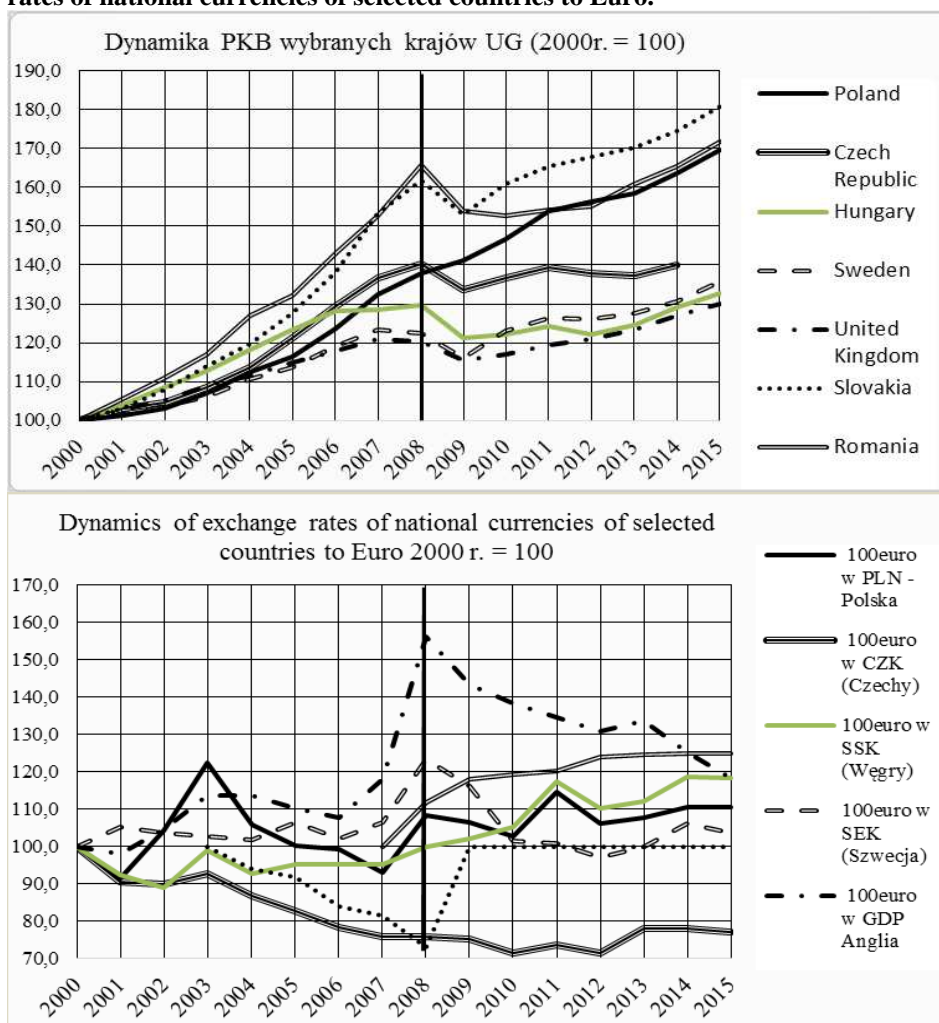 rates of national currencies of selected countries to Euro.
Dynamika PKB wybranych krajów UG (2000r. = 100)
190,0
180,0
170,0
160,0
150,0
140,0
130,0
120,0
110,0
100,0
2000
2001
2002
2003
2004
2005
2006
2007
2008
2009
2010
2011
2012
2013
2014
2015
Poland
Czech
Republic
Hungary
Sweden
United
Kingdom
Slovakia
Romania
Dynamics of exchange rates of national currencies of selected
countries to Euro 2000 r. = 100
170,0
160,0
150,0
140,0
130,0
120,0
110,0
100,0
90,0
80,0
70,0
2000
2001
2002
2003
2004
2005
2006
2007
2008
2009
2010
2011
2012
2013
2014
2015
100euro
w PLN -
Polska
100euro
w CZK
(Czechy)
100euro w
SSK
(Węgry)
100euro w
SEK
(Szwecja)
100euro
w GDP
Anglia